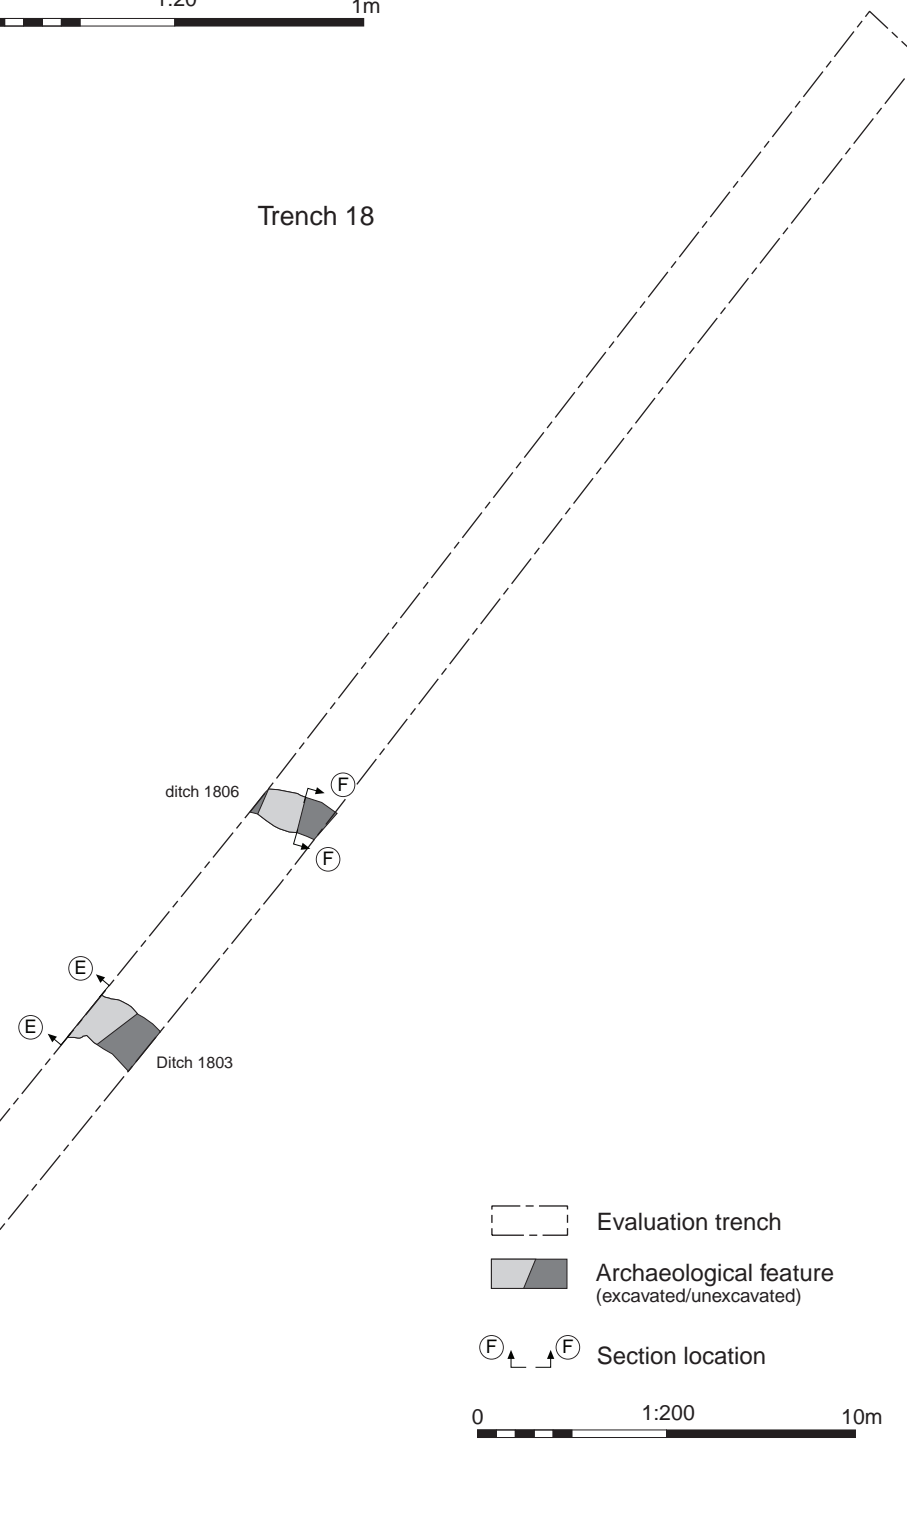 1:20
1m
Trench 18
ditch 1806
F
F
E
E
Ditch 1803
Evaluation trench
Archaeological feature
(excavated/unexcavated)
F F Section location
0 1:200 10m